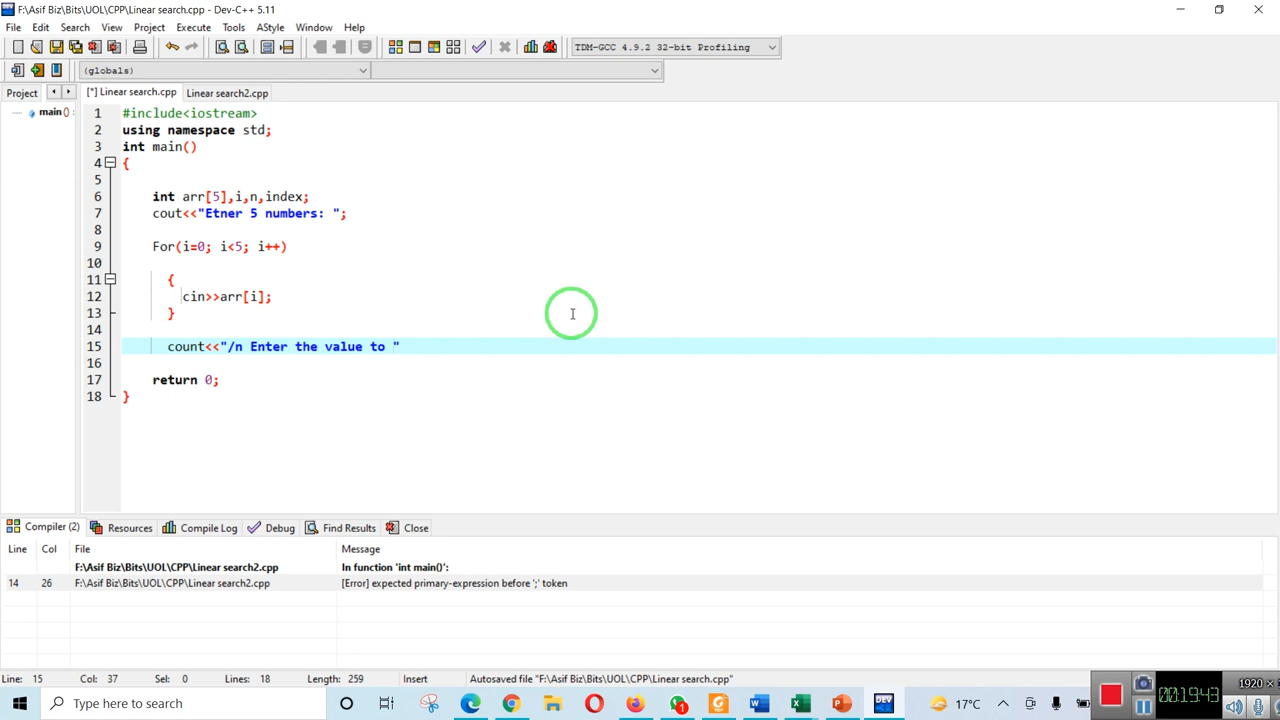 F:\Asif Biz\Bits\UOL\CPP\Linear search.cpp - Dev-C++ 5.11
File Edit Search View Project Execute Tools AStyle Window Help
TDM-GCC 4.9.2 32-bit Profiling
(globals)
Project [*] Linear search.cpp Linear search2.cpp
main ()
1 #include<iostream>
2 using namespace std;
3 int main()
4 {
5
6 int arr[5],i,n,index;
7 cout<<"Etner 5 numbers: ";
8
9 For(i=0; i<5; i++)
10
11 {
12 cin>>arr[i];
13 }
14
15 count<<"/n Enter the value to "
16
17 return 0;
18 }
Compiler (2) Resources Compile Log Debug Find Results Close
Line Col File Message
F:\Asif Biz\Bits\UOL\CPP\Linear search2.cpp In function 'int main()':
14 26 F:\Asif Biz\Bits\UOL\CPP\Linear search2.cpp [Error] expected primary-expression before ';' token
Line: 15 Col: 37 Sel: 0 Lines: 18 Length: 259 Insert Autosaved file "F:\Asif Biz\Bits\UOL\CPP\Linear search.cpp"
Type here to search
DEV
17°C
00:19:43
1920 ×